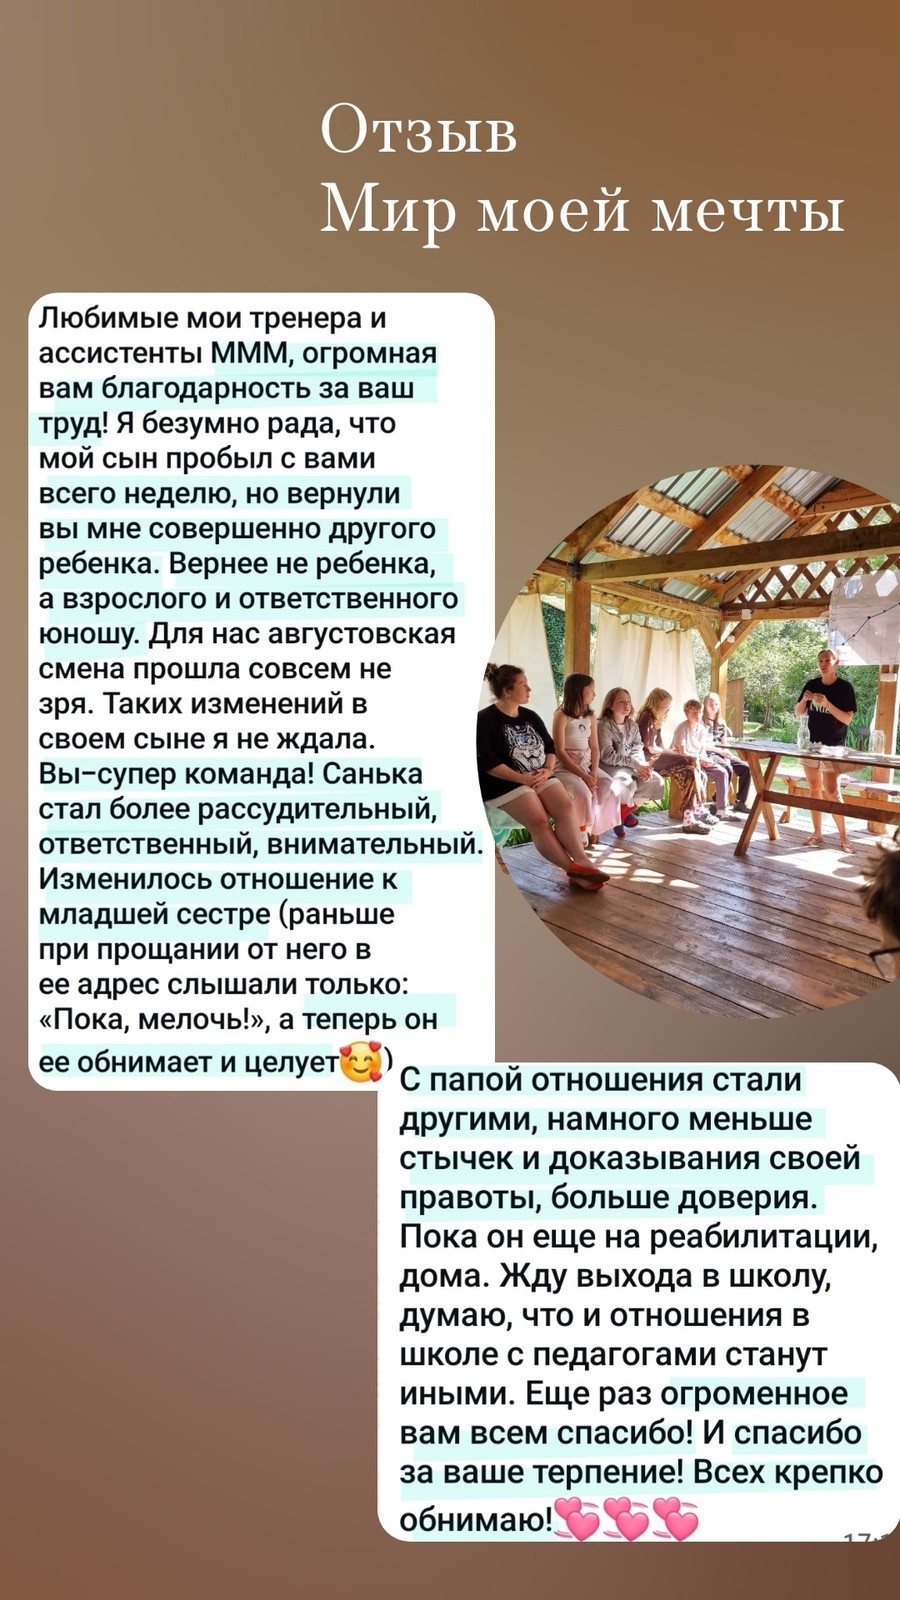 Отзыв
Мир моей мечты
Любимые мои тренера и
ассистенты МММ, огромная
вам благодарность за ваш
труд! Я безумно рада, что
мой сын пробыл с вами
всего неделю, но вернули
вы мне совершенно другого
ребенка. Вернее не ребенка,
а взрослого и ответственного
юношу. Для нас августовская
смена прошла совсем не
зря. Таких изменений в
своем сыне я не ждала.
Вы-супер команда! Санька
стал более рассудительный,
ответственный, внимательный.
Изменилось отношение к
младшей сестре (раньше
при прощании от него в
ее адрес слышали только:
«Пока, мелочь!», а теперь он
ее обнимает и целует🥰)
С папой отношения стали
другими, намного меньше
стычек и доказывания своей
правоты, больше доверия.
Пока он еще на реабилитации,
дома. Жду выхода в школу,
думаю, что и отношения в
школе с педагогами станут
иными. Еще раз огроменное
вам всем спасибо! И спасибо
за ваше терпение! Всех крепко
обнимаю!💞💞💞